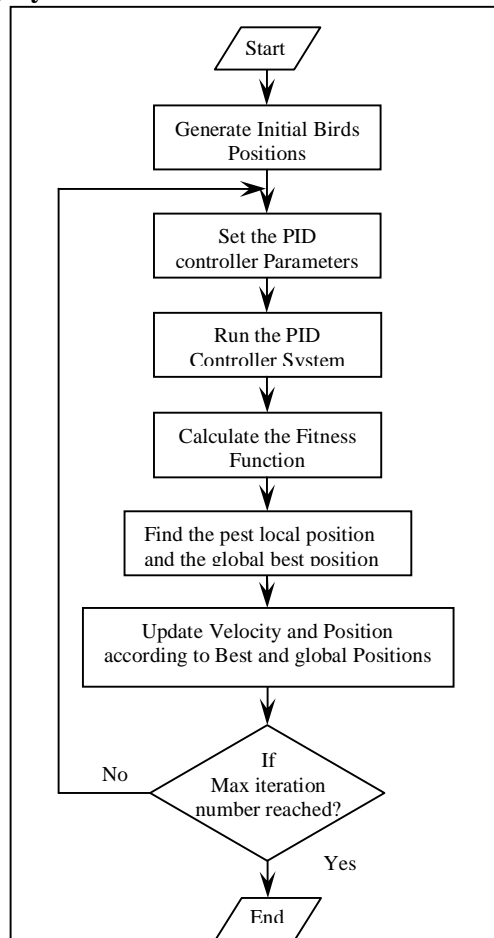 Start
Generate Initial Birds
Positions
Set the PID
controller Parameters
Run the PID
Controller System
Calculate the Fitness
Function
Find the pest local position
and the global best position
Update Velocity and Position
according to Best and global Positions
If
Max iteration
number reached?
No
Yes
End